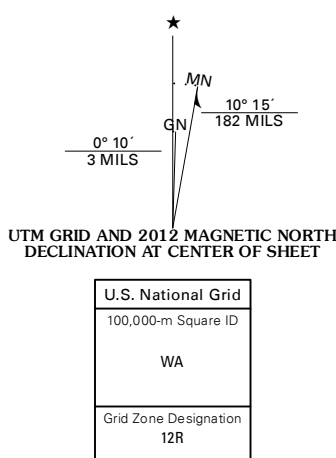 ★
MN
GN
10° 15´
182 MILS
0° 10´
3 MILS
UTM GRID AND 2012 MAGNETIC NORTH
DECLINATION AT CENTER OF SHEET
U.S. National Grid
100,000-m Square ID
WA
Grid Zone Designation
12R